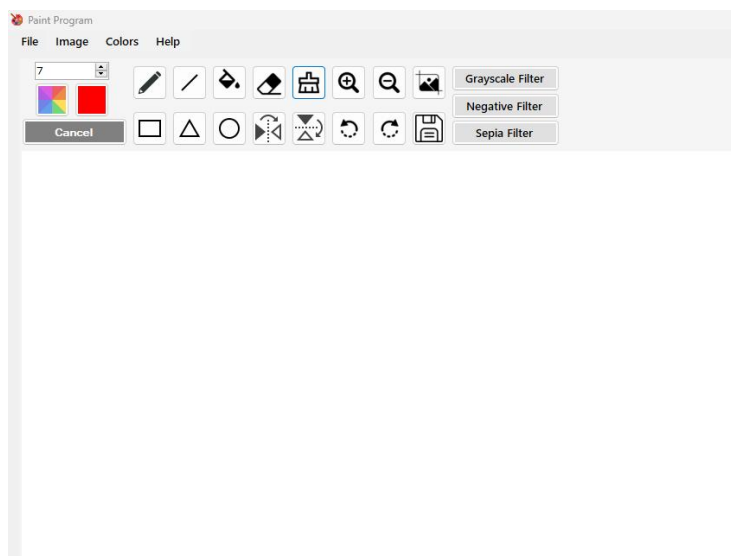 Paint Program
File Image Colors Help
7
Grayscale Filter
Negative Filter
Cancel
Sepia Filter